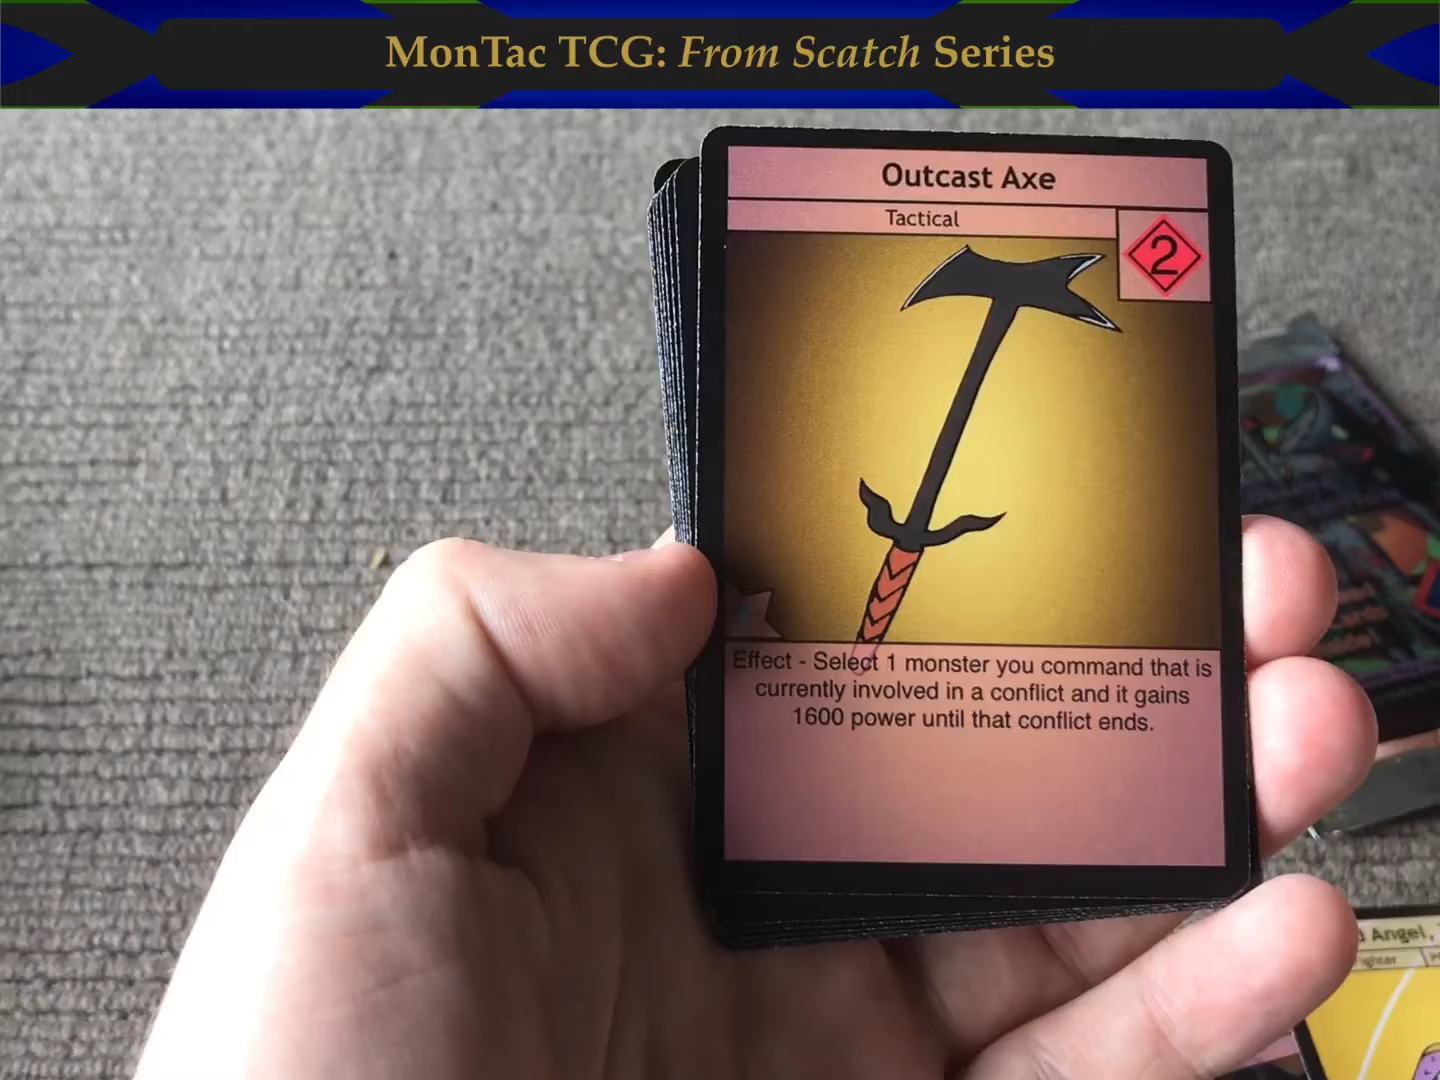 MonTac TCG: From Scatch Series
Outcast Axe
Tactical
2
Effect - Select 1 monster you command that is
currently involved in a conflict and it gains
1600 power until that conflict ends.
Angel,